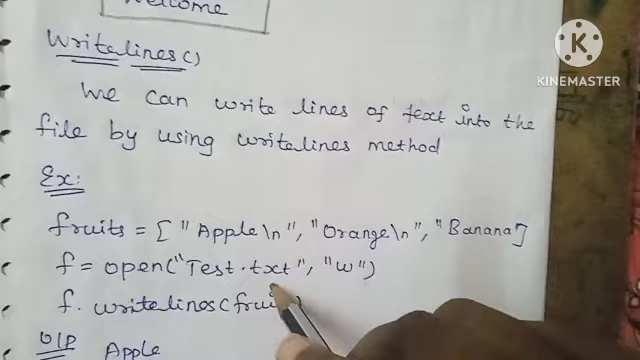 Welcome
Writelines()
KINEMASTER
We can write lines of text into the
file by using writelines method
Ex:
fruits = [ "Apple\n", "Orange\n", "Banana]
f = open("Test.txt", "w")
f. writelines(
O/P Apple